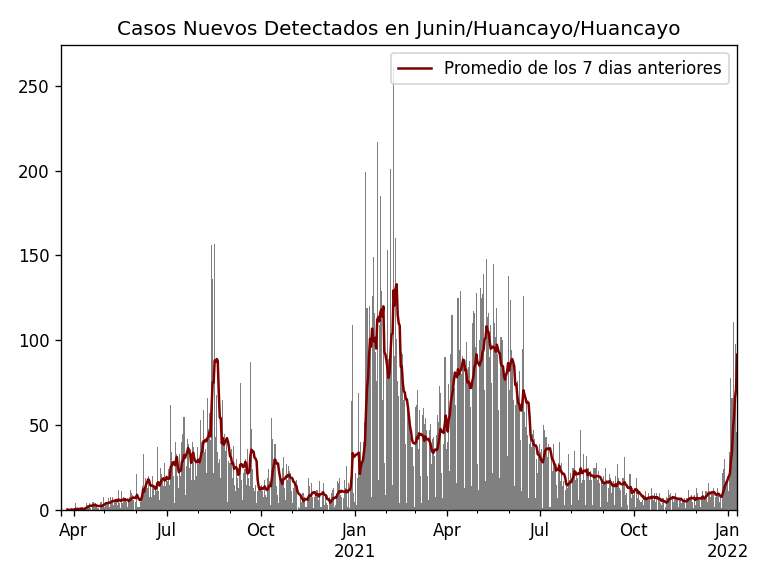 Casos Nuevos Detectados en Junin/Huancayo/Huancayo
Promedio de los 7 dias anteriores
250
200
150
100
50
0
Apr Jul Oct Jan Apr Jul Oct Jan
2021 2022